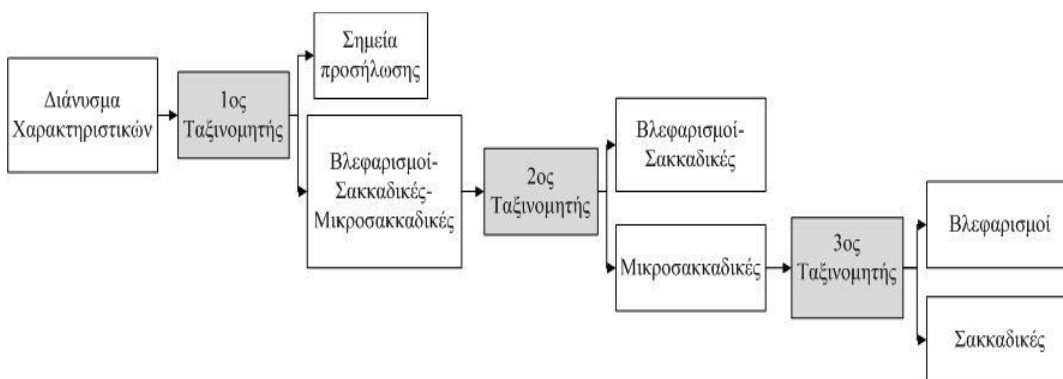 Διάνυσμα
Χαρακτηριστικών
1ος
Ταξινομητής
Σημεία
προσήλωσης
Βλεφαρισμοί-
Σακκαδικές-
Μικροσακκαδικές
2ος
Ταξινομητής
Βλεφαρισμοί-
Σακκαδικές
Μικροσακκαδικές
3ος
Ταξινομητής
Βλεφαρισμοί
Σακκαδικές